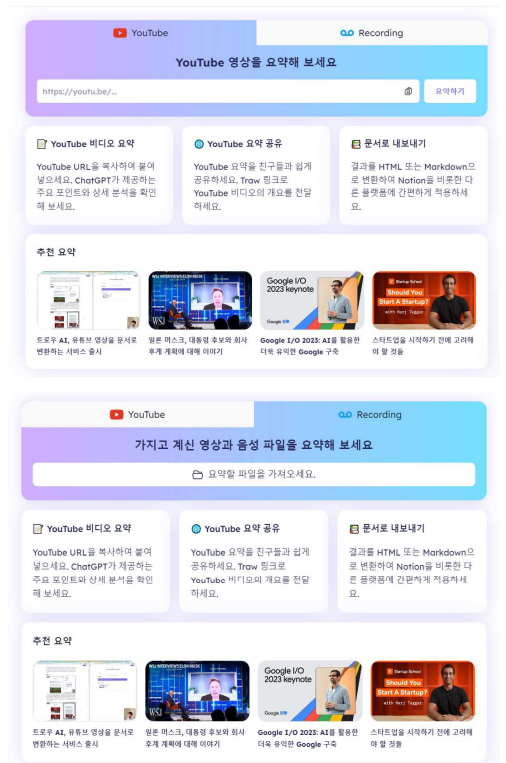 YouTube
Recording
YouTube 영상을 요약해 보세요
https://youtu.be/...
요약하기
📝 YouTube 비디오 요약
YouTube URL을 복사하여 붙여
넣으세요. ChatGPT가 제공하는
주요 포인트와 상세 분석을 확인
해 보세요.
🌐 YouTube 요약 공유
YouTube 요약을 친구들과 쉽게
공유하세요. Traw 링크로
YouTube 비디오의 개요를 전달
하세요.
문서로 내보내기
결과를 HTML 또는 Markdown으
로 변환하여 Notion을 비롯한 다
른 플랫폼에 간편하게 적용하세
요.
추천 요약
WSJ INTERVIEWS ELON MUSK
WSJ
Google I/O
2023 keynote
Google I/O
Startup School
Should You
Start A Startup?
with Harj Taggar
트로우 AI, 유튜브 영상을 문서로
변환하는 서비스 출시
일론 머스크, 대통령 후보와 회사
후계 계획에 대해 이야기
Google I/O 2023: AI를 활용한
더욱 유익한 Google 구축
스타트업을 시작하기 전에 고려해
야 할 것들
YouTube
Recording
가지고 계신 영상과 음성 파일을 요약해 보세요
요약할 파일을 가져오세요.
📝 YouTube 비디오 요약
YouTube URL을 복사하여 붙여
넣으세요. ChatGPT가 제공하는
주요 포인트와 상세 분석을 확인
해 보세요.
🌐 YouTube 요약 공유
YouTube 요약을 친구들과 쉽게
공유하세요. Traw 링크로
YouTube 비디오의 개요를 전달
하세요.
문서로 내보내기
결과를 HTML 또는 Markdown으
로 변환하여 Notion을 비롯한 다
른 플랫폼에 간편하게 적용하세
요.
추천 요약
WSJ INTERVIEWS ELON MUSK
WSJ
Google I/O
2023 keynote
Google I/O
Startup School
Should You
Start A Startup?
with Harj Taggar
트로우 AI, 유튜브 영상을 문서로
변환하는 서비스 출시
일론 머스크, 대통령 후보와 회사
후계 계획에 대해 이야기
Google I/O 2023: AI를 활용한
더욱 유익한 Google 구축
스타트업을 시작하기 전에 고려해
야 할 것들